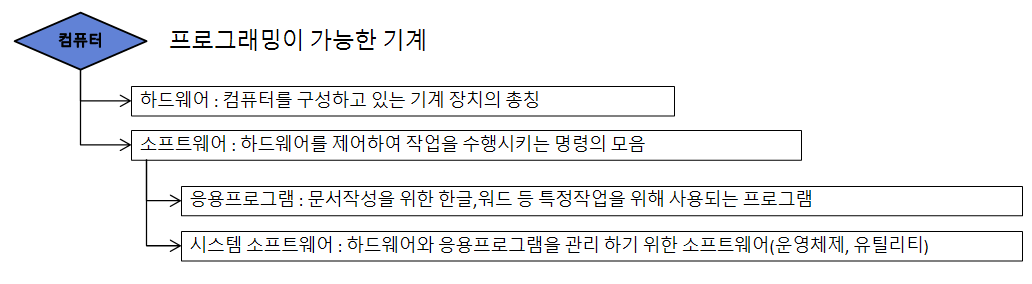 컴퓨터
프로그래밍이 가능한 기계
하드웨어 : 컴퓨터를 구성하고 있는 기계 장치의 총칭
소프트웨어 : 하드웨어를 제어하여 작업을 수행시키는 명령의 모음
응용프로그램 : 문서작성을 위한 한글,워드 등 특정작업을 위해 사용되는 프로그램
시스템 소프트웨어 : 하드웨어와 응용프로그램을 관리 하기 위한 소프트웨어(운영체제, 유틸리티)